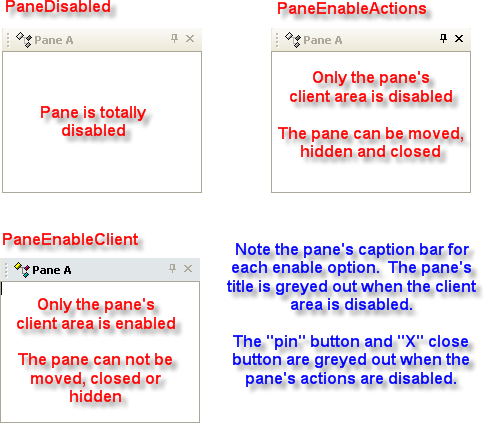 PaneDisabled
Pane A
Pane is totally
disabled
PaneEnableActions
Pane A
Only the pane's
client area is disabled
The pane can be moved,
hidden and closed
PaneEnableClient
Pane A
Only the pane's
client area is enabled
The pane can not be
moved, closed or
hidden
Note the pane's caption bar for
each enable option. The pane's
title is greyed out when the client
area is disabled.
The "pin" button and "X" close
button are greyed out when the
pane's actions are disabled.